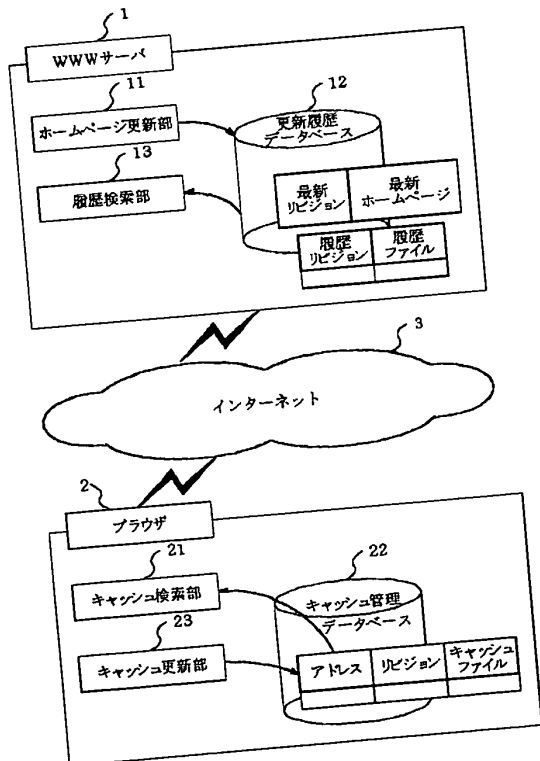 1
WWWサーバ
11
ホームページ更新部
12
更新履歴
データベース
13
履歴検索部
最新
リビジョン
最新
ホームページ
履歴
リビジョン
履歴
ファイル
3
インターネット
2
ブラウザ
21
キャッシュ検索部
22
キャッシュ管理
データベース
23
キャッシュ更新部
アドレス
リビジョン
キャッシュ
ファイル